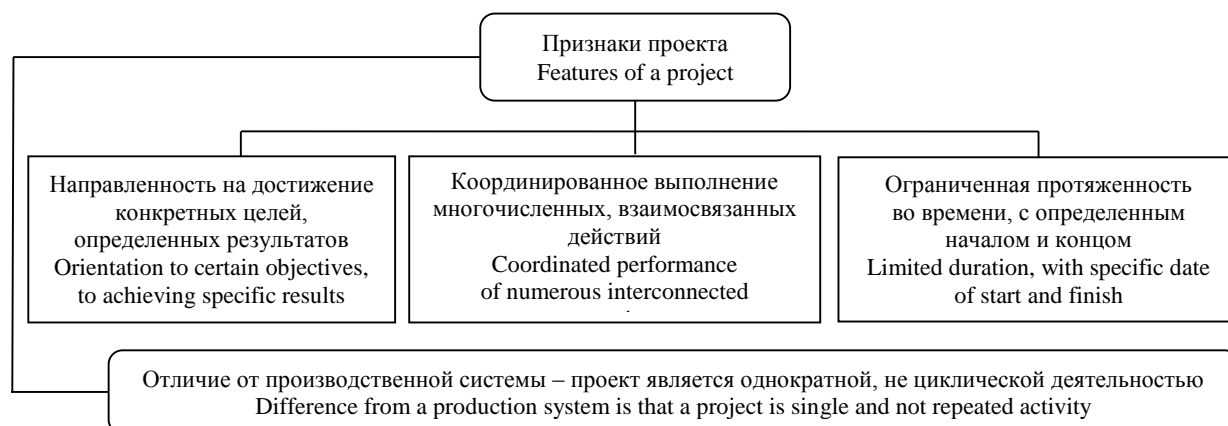 Признаки проекта
Features of a project
Направленность на достижение
конкретных целей,
определенных результатов
Orientation to certain objectives,
to achieving specific results
Координированное выполнение
многочисленных, взаимосвязанных
действий
Coordinated performance
of numerous interconnected
Ограниченная протяженность
во времени, с определенным
началом и концом
Limited duration, with specific date
of start and finish
Отличие от производственной системы – проект является однократной, не циклической деятельностью
Difference from a production system is that a project is single and not repeated activity